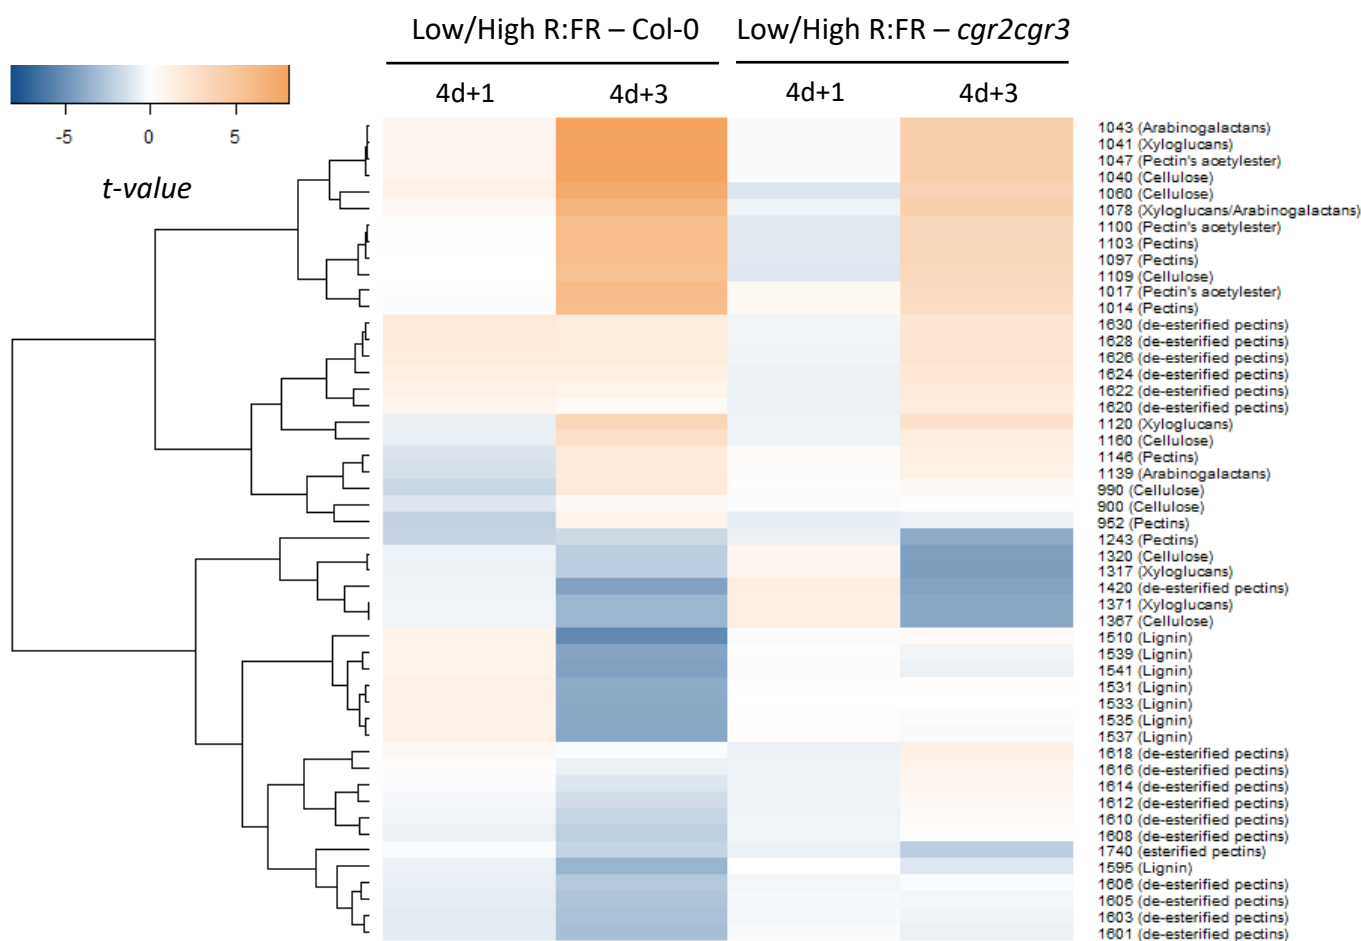 Low/High R:FR – Col-0
Low/High R:FR – cgr2cgr3
4d+1
4d+3
4d+1
4d+3
-5
0
5
t-value
1043 (Arabinogalactans)
1041 (Xyloglucans)
1047 (Pectin's acetylester)
1040 (Cellulose)
1060 (Cellulose)
1078 (Xyloglucans/Arabinogalactans)
1100 (Pectin's acetylester)
1103 (Pectins)
1097 (Pectins)
1109 (Cellulose)
1017 (Pectin's acetylester)
1014 (Pectins)
1630 (de-esterified pectins)
1628 (de-esterified pectins)
1626 (de-esterified pectins)
1624 (de-esterified pectins)
1622 (de-esterified pectins)
1620 (de-esterified pectins)
1120 (Xyloglucans)
1160 (Cellulose)
1146 (Pectins)
1139 (Arabinogalactans)
990 (Cellulose)
900 (Cellulose)
952 (Pectins)
1243 (Pectins)
1320 (Cellulose)
1317 (Xyloglucans)
1420 (de-esterified pectins)
1371 (Xyloglucans)
1367 (Cellulose)
1510 (Lignin)
1539 (Lignin)
1541 (Lignin)
1531 (Lignin)
1533 (Lignin)
1535 (Lignin)
1537 (Lignin)
1618 (de-esterified pectins)
1616 (de-esterified pectins)
1614 (de-esterified pectins)
1612 (de-esterified pectins)
1610 (de-esterified pectins)
1608 (de-esterified pectins)
1740 (esterified pectins)
1595 (Lignin)
1606 (de-esterified pectins)
1605 (de-esterified pectins)
1603 (de-esterified pectins)
1601 (de-esterified pectins)